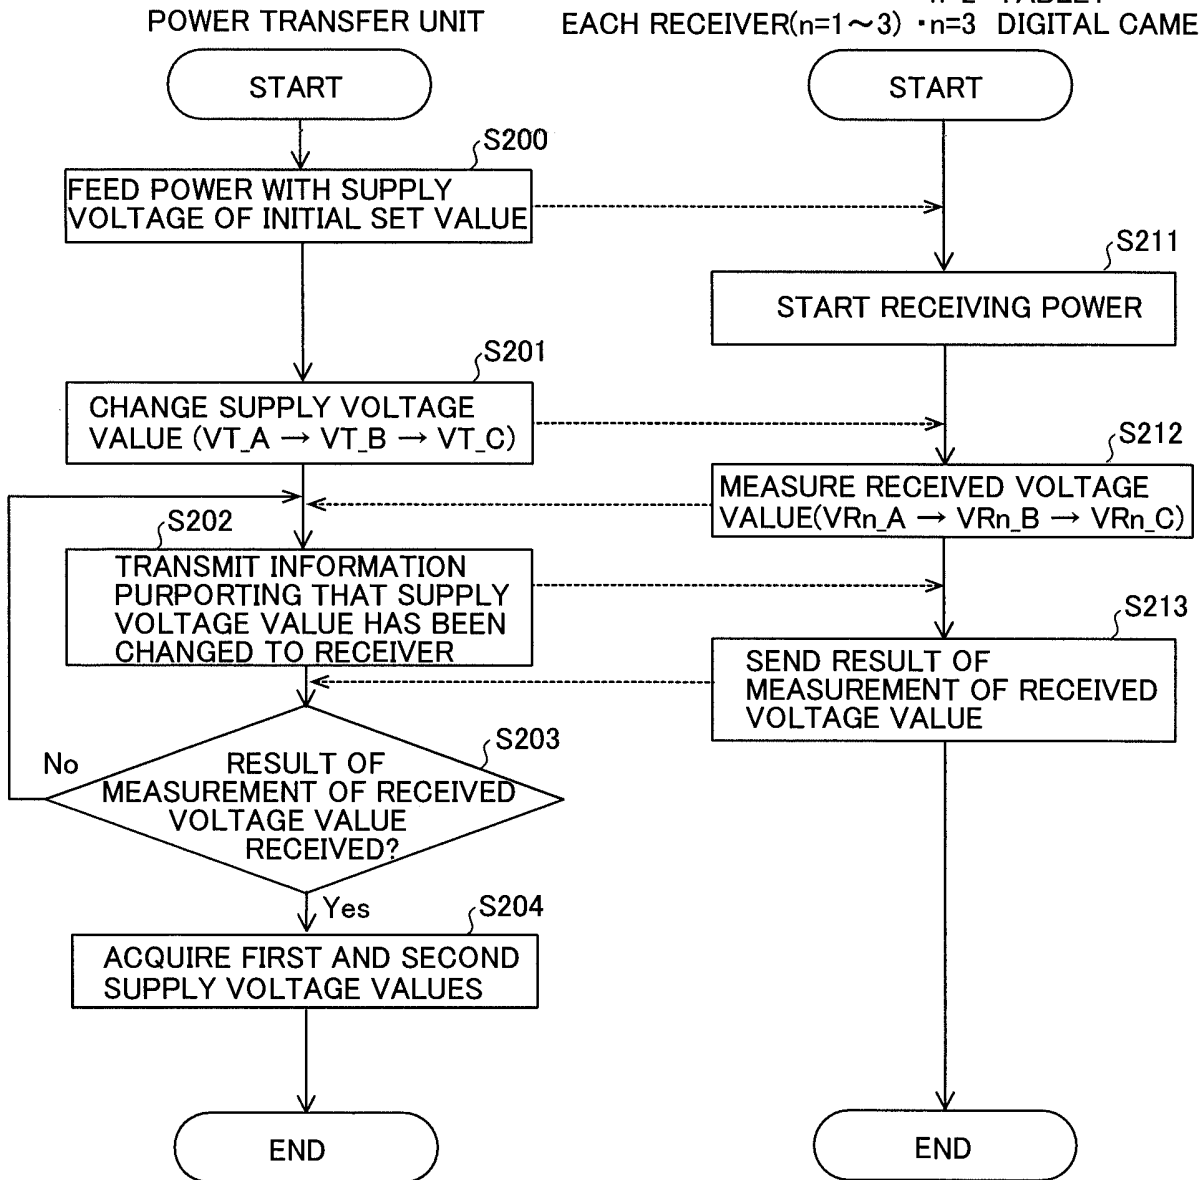 POWER TRANSFER UNIT
EACH RECEIVER(n=1～3) ・n=3 DIGITAL CAME
START
START
S200
FEED POWER WITH SUPPLY
VOLTAGE OF INITIAL SET VALUE
S211
START RECEIVING POWER
S201
CHANGE SUPPLY VOLTAGE
VALUE (VT_A → VT_B → VT_C)
S212
MEASURE RECEIVED VOLTAGE
VALUE(VRn_A → VRn_B → VRn_C)
S202
TRANSMIT INFORMATION
PURPORTING THAT SUPPLY
VOLTAGE VALUE HAS BEEN
CHANGED TO RECEIVER
S213
SEND RESULT OF
MEASUREMENT OF RECEIVED
VOLTAGE VALUE
S203
No
RESULT OF
MEASUREMENT OF RECEIVED
VOLTAGE VALUE
RECEIVED?
Yes
S204
ACQUIRE FIRST AND SECOND
SUPPLY VOLTAGE VALUES
END
END